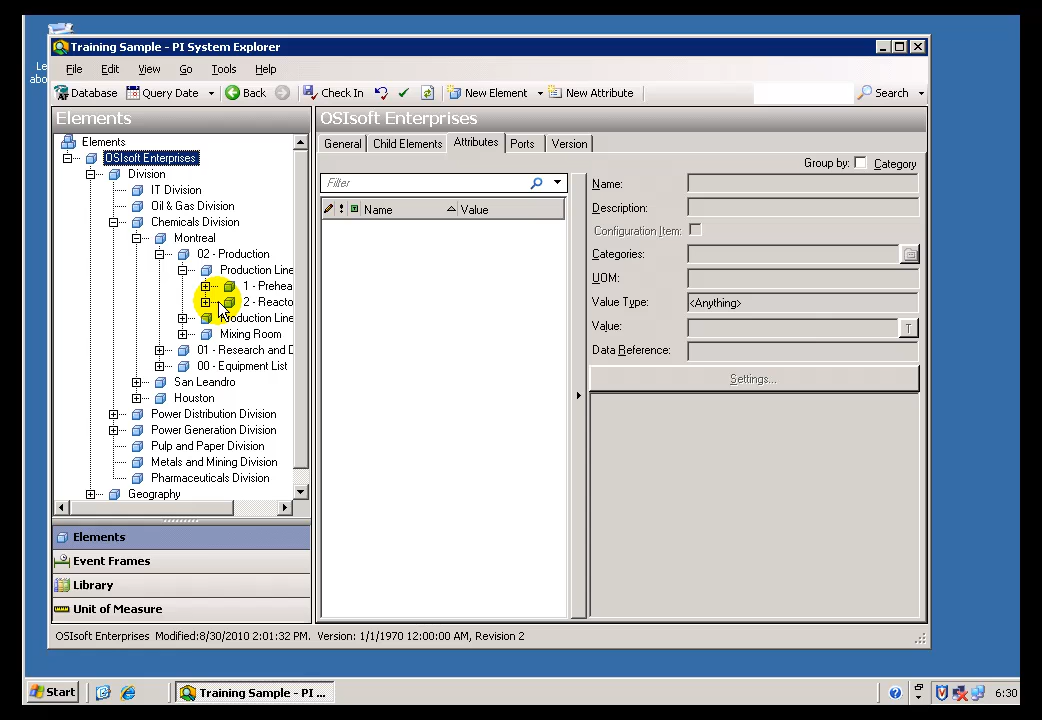 Le
abo
Training Sample - PI System Explorer
File Edit View Go Tools Help
Database Query Date Back Check In New Element New Attribute Search
Elements
Elements
OSIsoft Enterprises
Division
IT Division
Oil & Gas Division
Chemicals Division
Montreal
02 - Production
Production Line
1 - Prehea
2 - Reacto
Production Line
Mixing Room
01 - Research and D
00 - Equipment List
San Leandro
Houston
Power Distribution Division
Power Generation Division
Pulp and Paper Division
Metals and Mining Division
Pharmaceuticals Division
Geography
Elements
Event Frames
Library
Unit of Measure
OSIsoft Enterprises
General Child Elements Attributes Ports Version
Group by: Category
Filter
Name Value
Name:
Description:
Configuration Item:
Categories:
UOM:
Value Type: <Anything>
Value: T
Data Reference:
Settings...
OSIsoft Enterprises Modified:8/30/2010 2:01:32 PM. Version: 1/1/1970 12:00:00 AM, Revision 2
Start Training Sample - PI ... 6:30